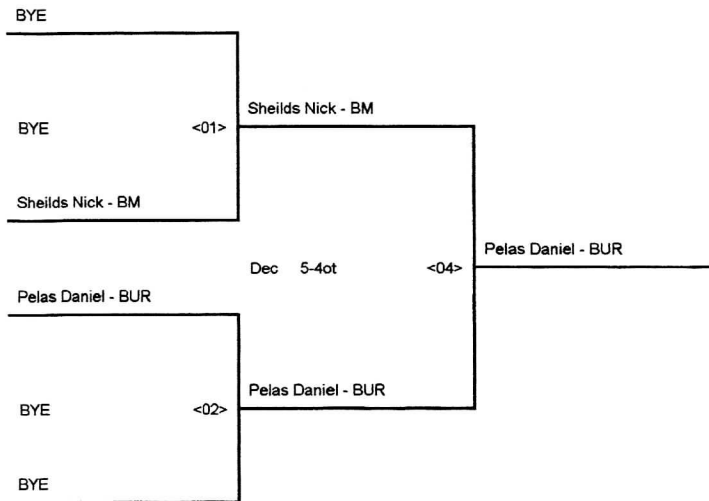 BYE
Sheilds Nick - BM
BYE <01>
Sheilds Nick - BM
Dec 5-4ot <04>
Pelas Daniel - BUR
Pelas Daniel - BUR
Pelas Daniel - BUR
BYE <02>
BYE